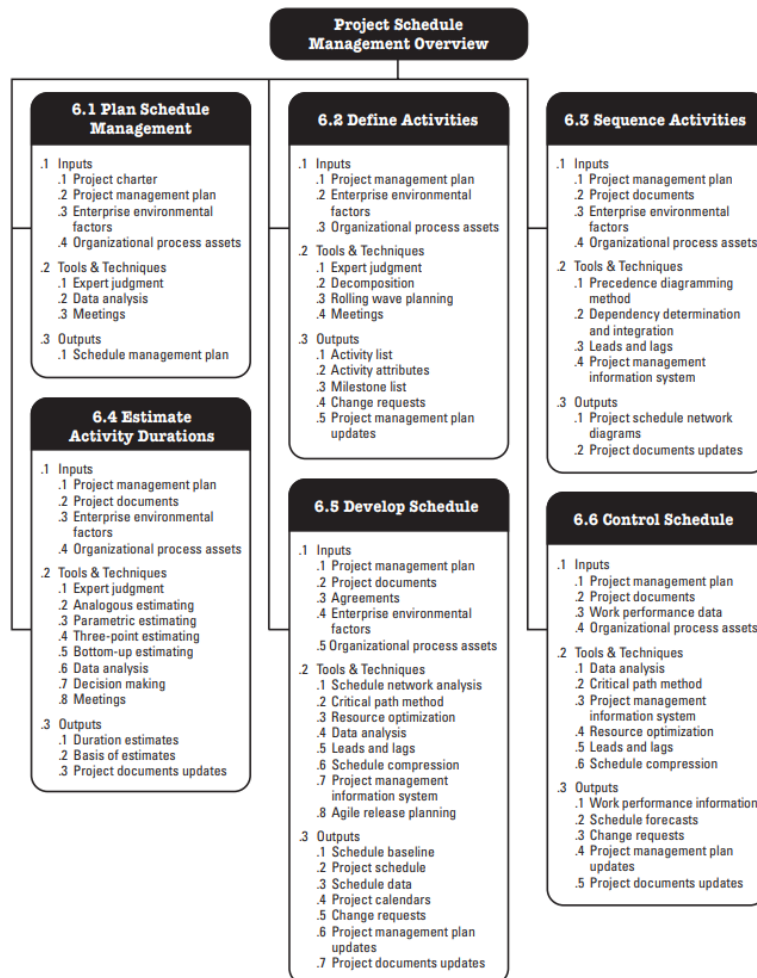 Project Schedule
Management Overview
6.1 Plan Schedule
Management
.1 Inputs
.1 Project charter
.2 Project management plan
.3 Enterprise environmental
factors
.4 Organizational process assets
.2 Tools & Techniques
.1 Expert judgment
.2 Data analysis
.3 Meetings
.3 Outputs
.1 Schedule management plan
6.2 Define Activities
.1 Inputs
.1 Project management plan
.2 Enterprise environmental
factors
.3 Organizational process assets
.2 Tools & Techniques
.1 Expert judgment
.2 Decomposition
.3 Rolling wave planning
.4 Meetings
.3 Outputs
.1 Activity list
.2 Activity attributes
.3 Milestone list
.4 Change requests
.5 Project management plan
updates
6.3 Sequence Activities
.1 Inputs
.1 Project management plan
.2 Project documents
.3 Enterprise environmental
factors
.4 Organizational process assets
.2 Tools & Techniques
.1 Precedence diagramming
method
.2 Dependency determination
and integration
.3 Leads and lags
.4 Project management
information system
.3 Outputs
.1 Project schedule network
diagrams
.2 Project documents updates
6.4 Estimate
Activity Durations
.1 Inputs
.1 Project management plan
.2 Project documents
.3 Enterprise environmental
factors
.4 Organizational process assets
.2 Tools & Techniques
.1 Expert judgment
.2 Analogous estimating
.3 Parametric estimating
.4 Three-point estimating
.5 Bottom-up estimating
.6 Data analysis
.7 Decision making
.8 Meetings
.3 Outputs
.1 Duration estimates
.2 Basis of estimates
.3 Project documents updates
6.5 Develop Schedule
.1 Inputs
.1 Project management plan
.2 Project documents
.3 Agreements
.4 Enterprise environmental
factors
.5 Organizational process assets
.2 Tools & Techniques
.1 Schedule network analysis
.2 Critical path method
.3 Resource optimization
.4 Data analysis
.5 Leads and lags
.6 Schedule compression
.7 Project management
information system
.8 Agile release planning
.3 Outputs
.1 Schedule baseline
.2 Project schedule
.3 Schedule data
.4 Project calendars
.5 Change requests
.6 Project management plan
updates
.7 Project documents updates
6.6 Control Schedule
.1 Inputs
.1 Project management plan
.2 Project documents
.3 Work performance data
.4 Organizational process assets
.2 Tools & Techniques
.1 Data analysis
.2 Critical path method
.3 Project management
information system
.4 Resource optimization
.5 Leads and lags
.6 Schedule compression
.3 Outputs
.1 Work performance information
.2 Schedule forecasts
.3 Change requests
.4 Project management plan
updates
.5 Project documents updates